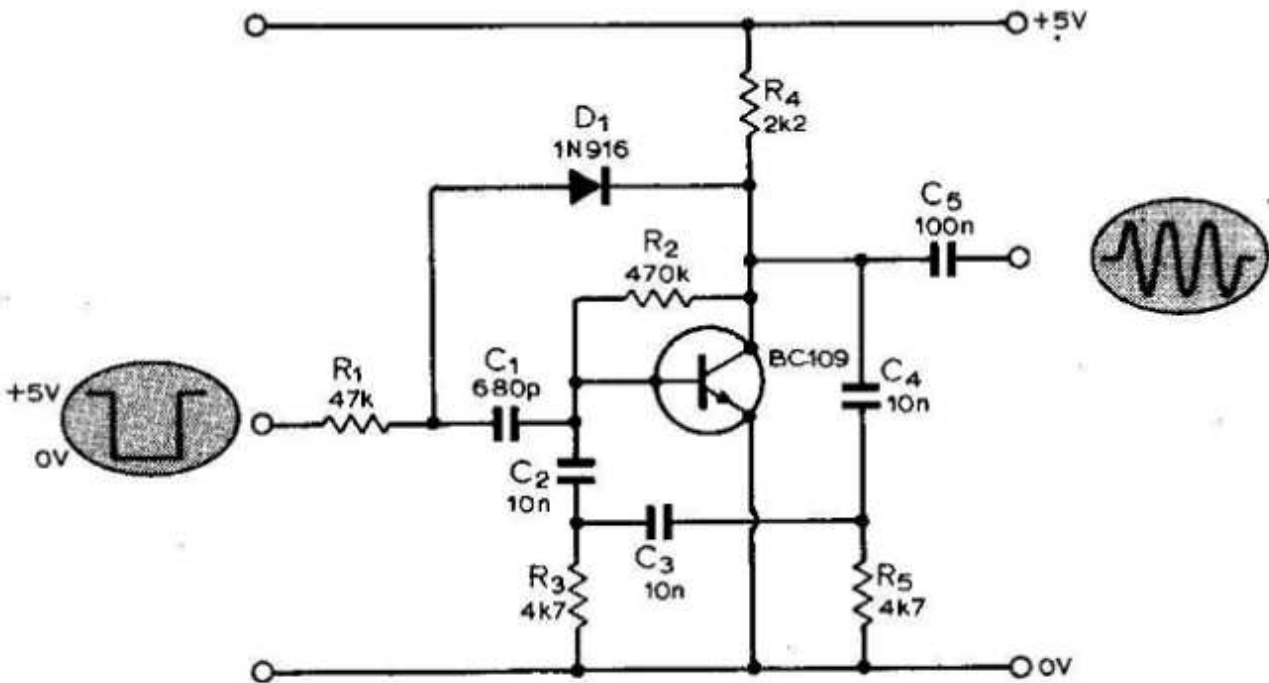 +5V
R4
2k2
D1
1N916
C5
100n
R2
470k
BC109
C1
680p
R1
47k
+5V
0V
C4
10n
C2
10n
C3
10n
R3
4k7
R5
4k7
0V